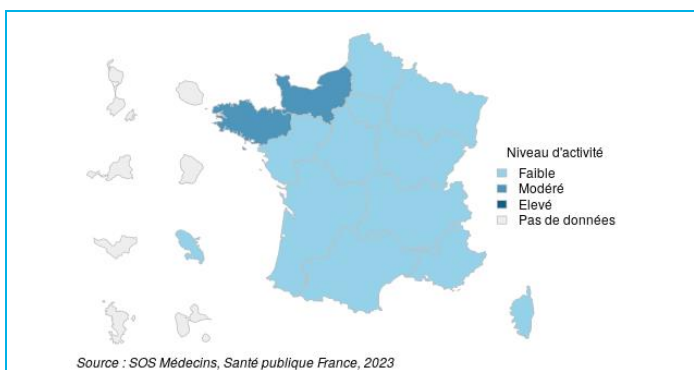 Niveau d'activité
Faible
Modéré
Elevé
Pas de données
Source : SOS Médecins, Santé publique France, 2023